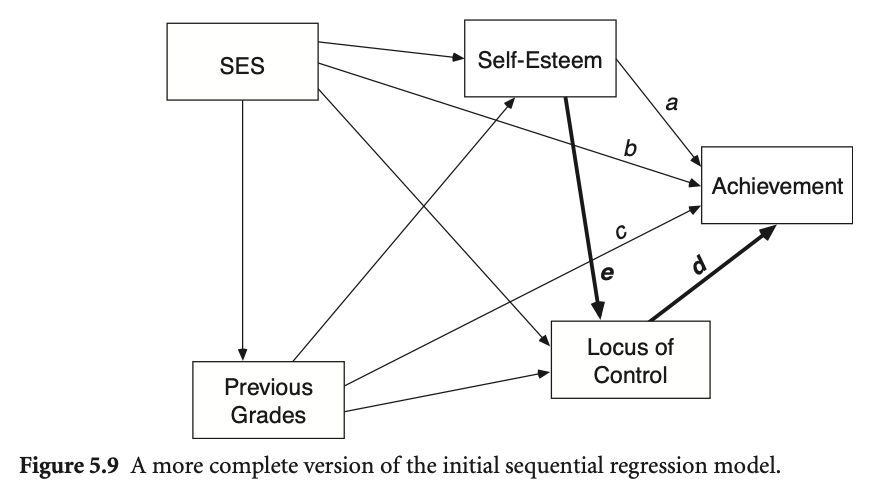 SES
Self-Esteem
a
b
Achievement
c
e
d
Locus of
Control
Previous
Grades
Figure 5.9 A more complete version of the initial sequential regression model.